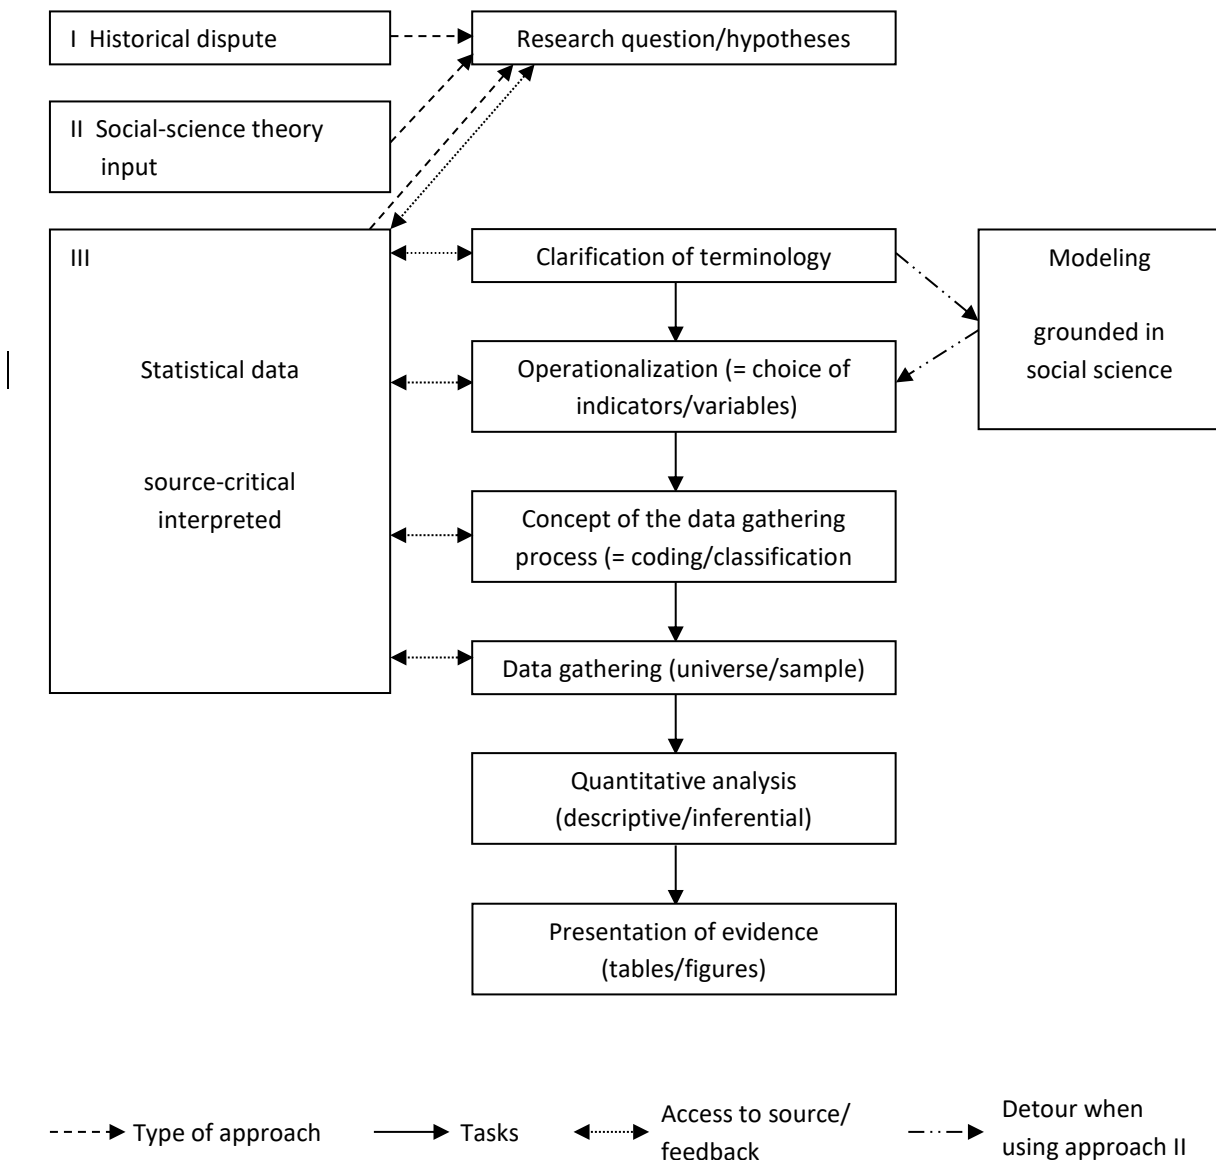 I Historical dispute
Research question/hypotheses
II Social-science theory
input
III
Statistical data
source-critical
interpreted
Clarification of terminology
Operationalization (= choice of
indicators/variables)
Concept of the data gathering
process (= coding/classification
Data gathering (universe/sample)
Quantitative analysis
(descriptive/inferential)
Presentation of evidence
(tables/figures)
Modeling
grounded in
social science
Type of approach
Tasks
Access to source/
feedback
Detour when
using approach II